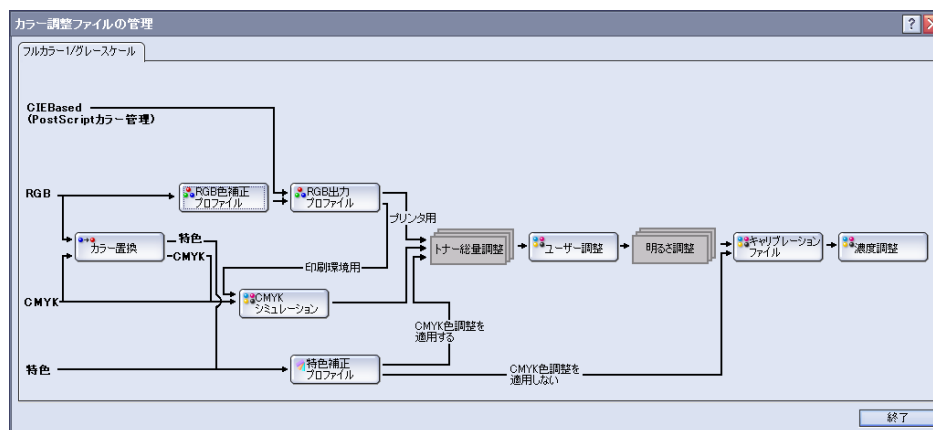 カラー調整ファイルの管理
?
フルカラー1/グレースケール
CIEBased
(PostScriptカラー管理)
RGB
RGB色補正
プロファイル
RGB出力
プロファイル
プリンタ用
カラー置換
特色
CMYK
トナー総量調整
ユーザー調整
明るさ調整
キャリブレーション
ファイル
濃度調整
印刷環境用
CMYK
CMYK
シミュレーション
CMYK色調整を
適用する
特色
特色補正
プロファイル
CMYK色調整を
適用しない
終了